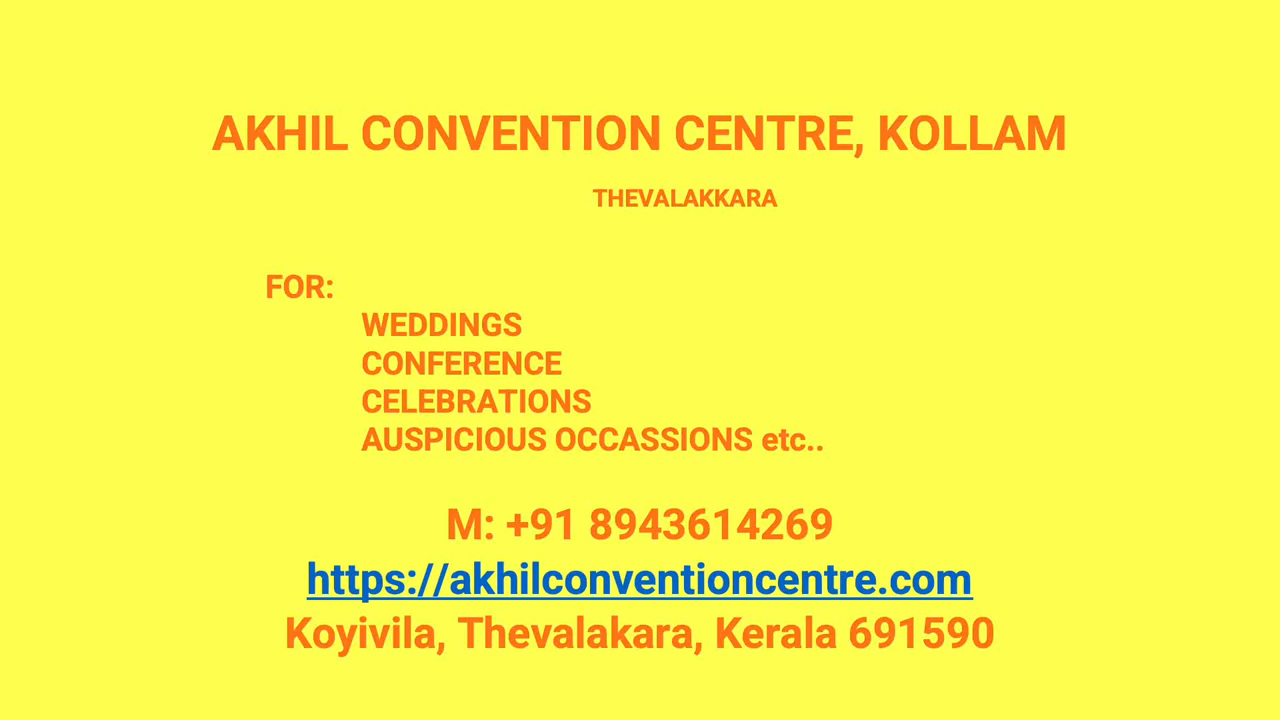 AKHIL CONVENTION CENTRE, KOLLAM
THEVALAKKARA
FOR:
WEDDINGS
CONFERENCE
CELEBRATIONS
AUSPICIOUS OCCASSIONS etc..
M: +91 8943614269
https://akhilconventioncentre.com
Koyivila, Thevalakara, Kerala 691590